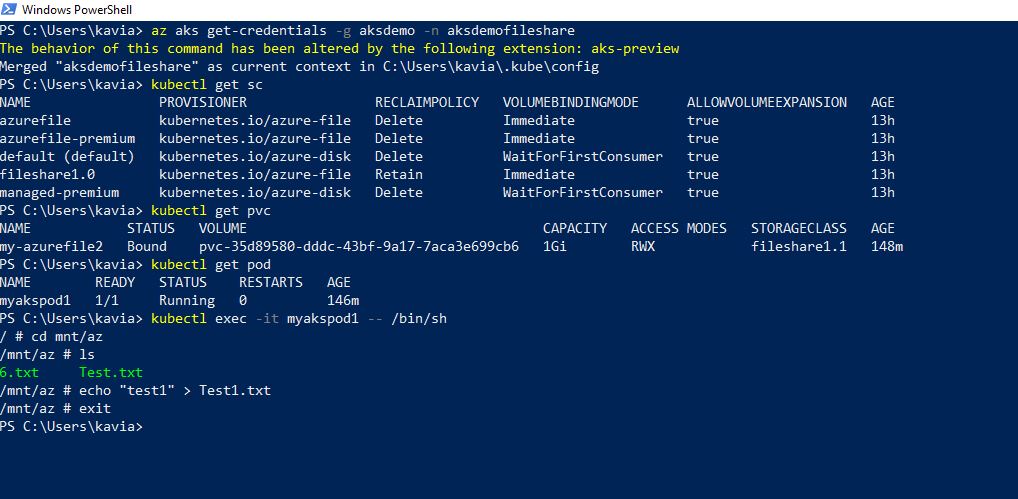 Windows PowerShell
PS C:\Users\kavia> az aks get-credentials -g aksdemo -n aksdemofileshare
The behavior of this command has been altered by the following extension: aks-preview
Merged "aksdemofileshare" as current context in C:\Users\kavia\.kube\config
PS C:\Users\kavia> kubectl get sc
NAME                PROVISIONER                RECLAIMPOLICY   VOLUMEBINDINGMODE      ALLOWVOLUMEEXPANSION   AGE
azurefile           kubernetes.io/azure-file   Delete          Immediate              true                   13h
azurefile-premium   kubernetes.io/azure-file   Delete          Immediate              true                   13h
default (default)   kubernetes.io/azure-disk   Delete          WaitForFirstConsumer   true                   13h
fileshare1.0        kubernetes.io/azure-file   Retain          Immediate              true                   13h
managed-premium     kubernetes.io/azure-disk   Delete          WaitForFirstConsumer   true                   13h
PS C:\Users\kavia> kubectl get pvc
NAME            STATUS   VOLUME                                     CAPACITY   ACCESS MODES   STORAGECLASS   AGE
my-azurefile2   Bound    pvc-35d89580-dddc-43bf-9a17-7aca3e699cb6   1Gi        RWX            fileshare1.1   148m
PS C:\Users\kavia> kubectl get pod
NAME        READY   STATUS    RESTARTS   AGE
myakspod1   1/1     Running   0          146m
PS C:\Users\kavia> kubectl exec -it myakspod1 -- /bin/sh
/ # cd mnt/az
/mnt/az # ls
6.txt     Test.txt
/mnt/az # echo "test1" > Test1.txt
/mnt/az # exit
PS C:\Users\kavia>